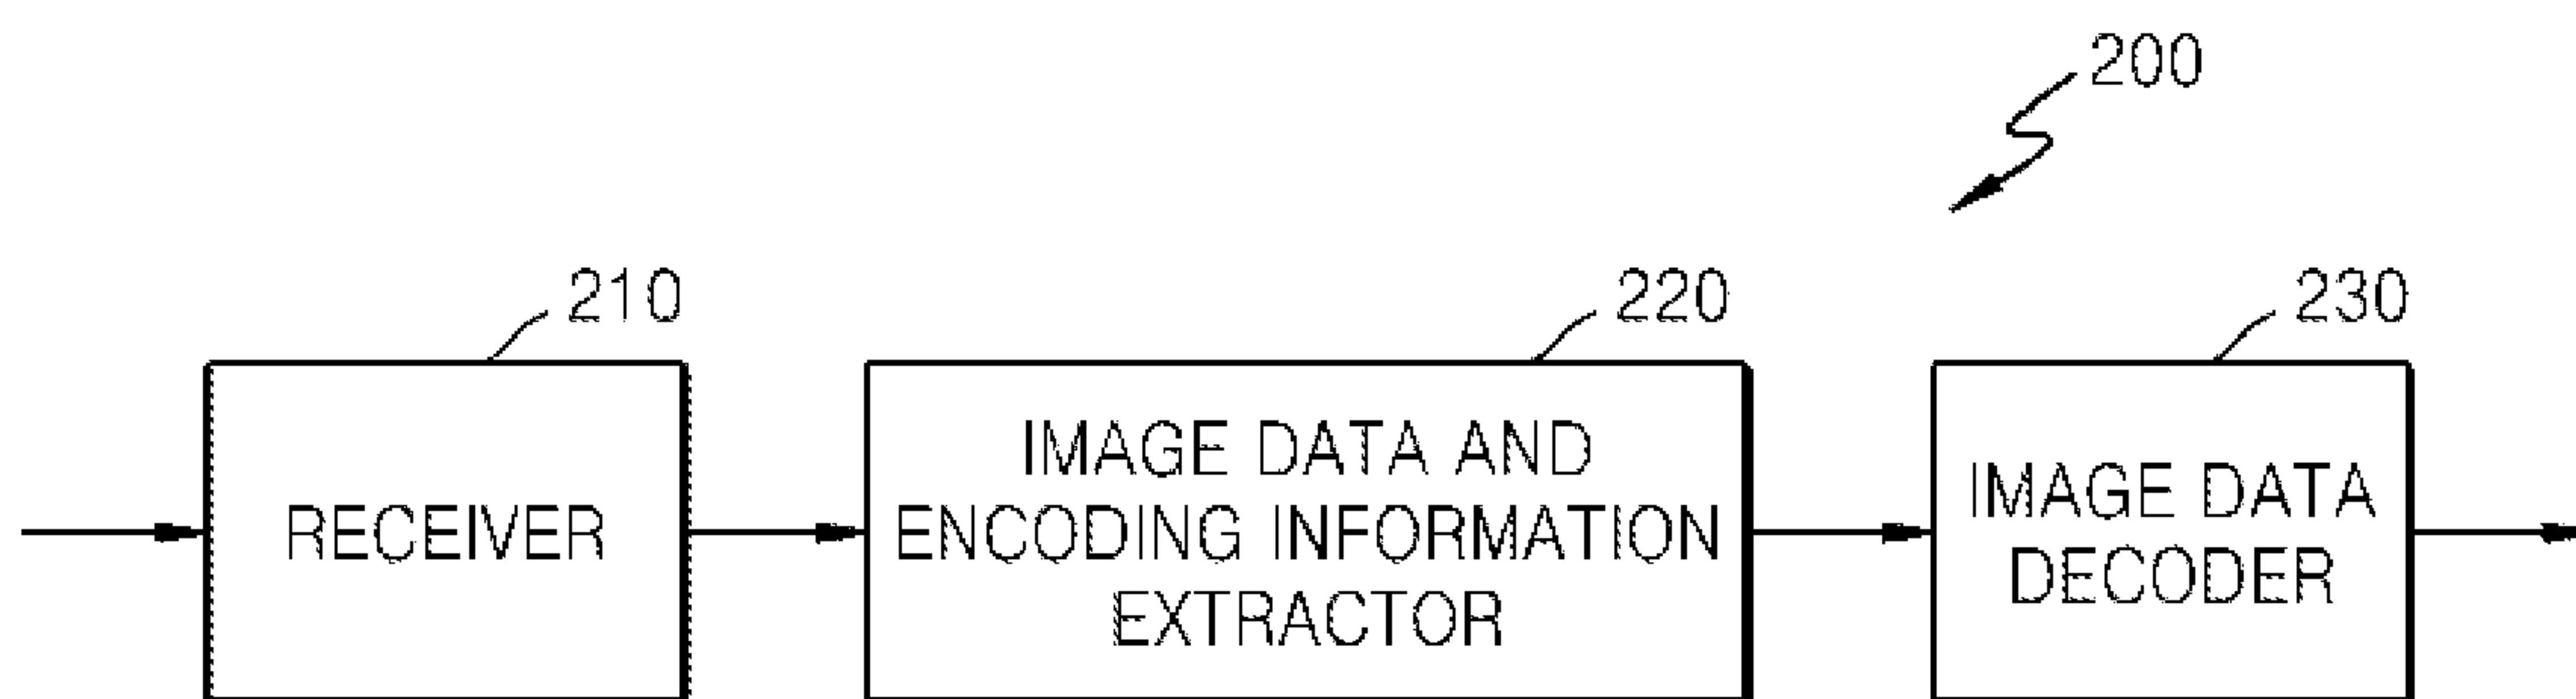 200
210
220
230
RECEIVER
IMAGE DATA AND
ENCODING INFORMATION
EXTRACTOR
IMAGE DATA
DECODER